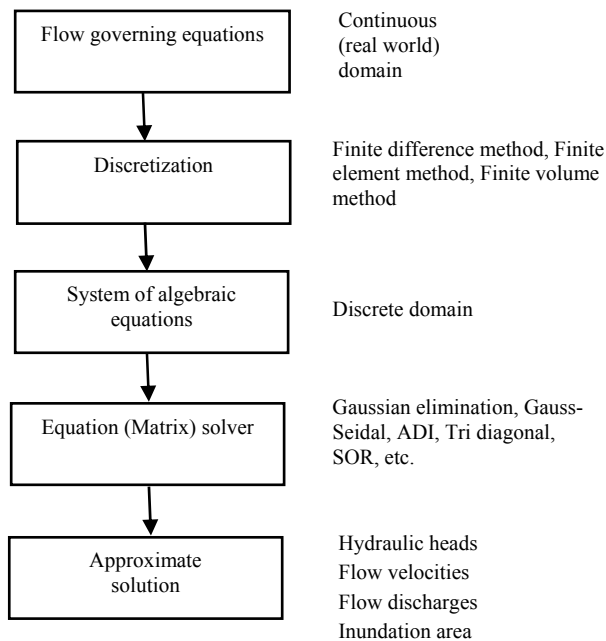 Flow governing equations
Continuous
(real world)
domain
Discretization
Finite difference method, Finite
element method, Finite volume
method
System of algebraic
equations
Discrete domain
Equation (Matrix) solver
Gaussian elimination, Gauss-
Seidal, ADI, Tri diagonal,
SOR, etc.
Approximate
solution
Hydraulic heads
Flow velocities
Flow discharges
Inundation area